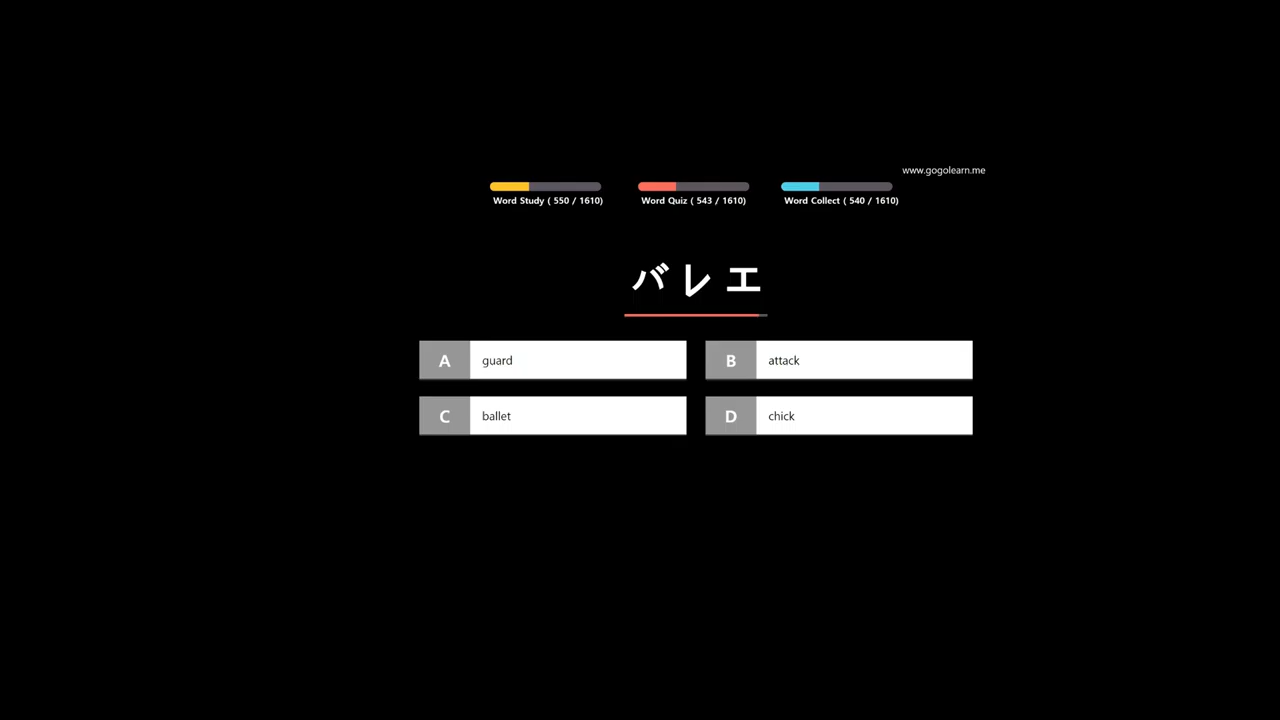 www.gogolearn.me
Word Study ( 550 / 1610)
Word Quiz ( 543 / 1610)
Word Collect ( 540 / 1610)
バレエ
A guard
B attack
C ballet
D chick